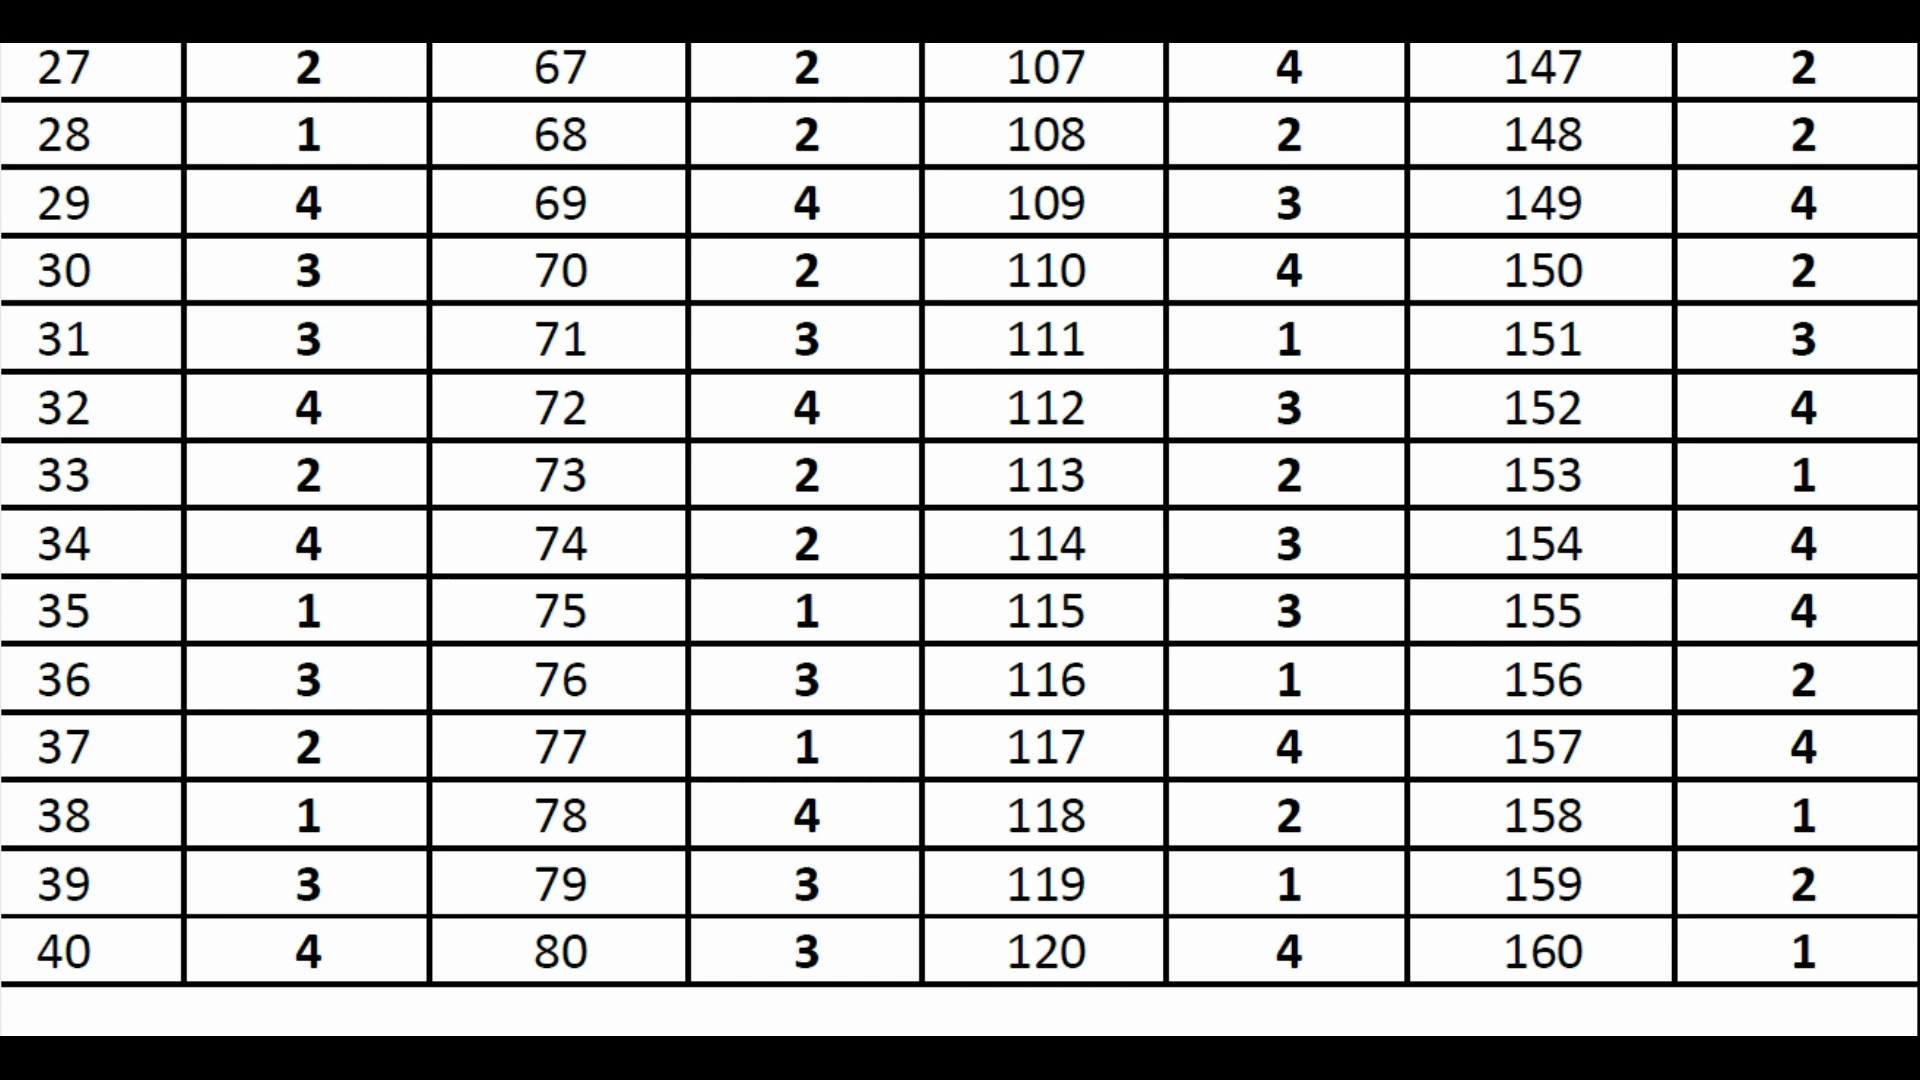 27 2 67 2 107 4 147 2
28 1 68 2 108 2 148 2
29 4 69 4 109 3 149 4
30 3 70 2 110 4 150 2
31 3 71 3 111 1 151 3
32 4 72 4 112 3 152 4
33 2 73 2 113 2 153 1
34 4 74 2 114 3 154 4
35 1 75 1 115 3 155 4
36 3 76 3 116 1 156 2
37 2 77 1 117 4 157 4
38 1 78 4 118 2 158 1
39 3 79 3 119 1 159 2
40 4 80 3 120 4 160 1